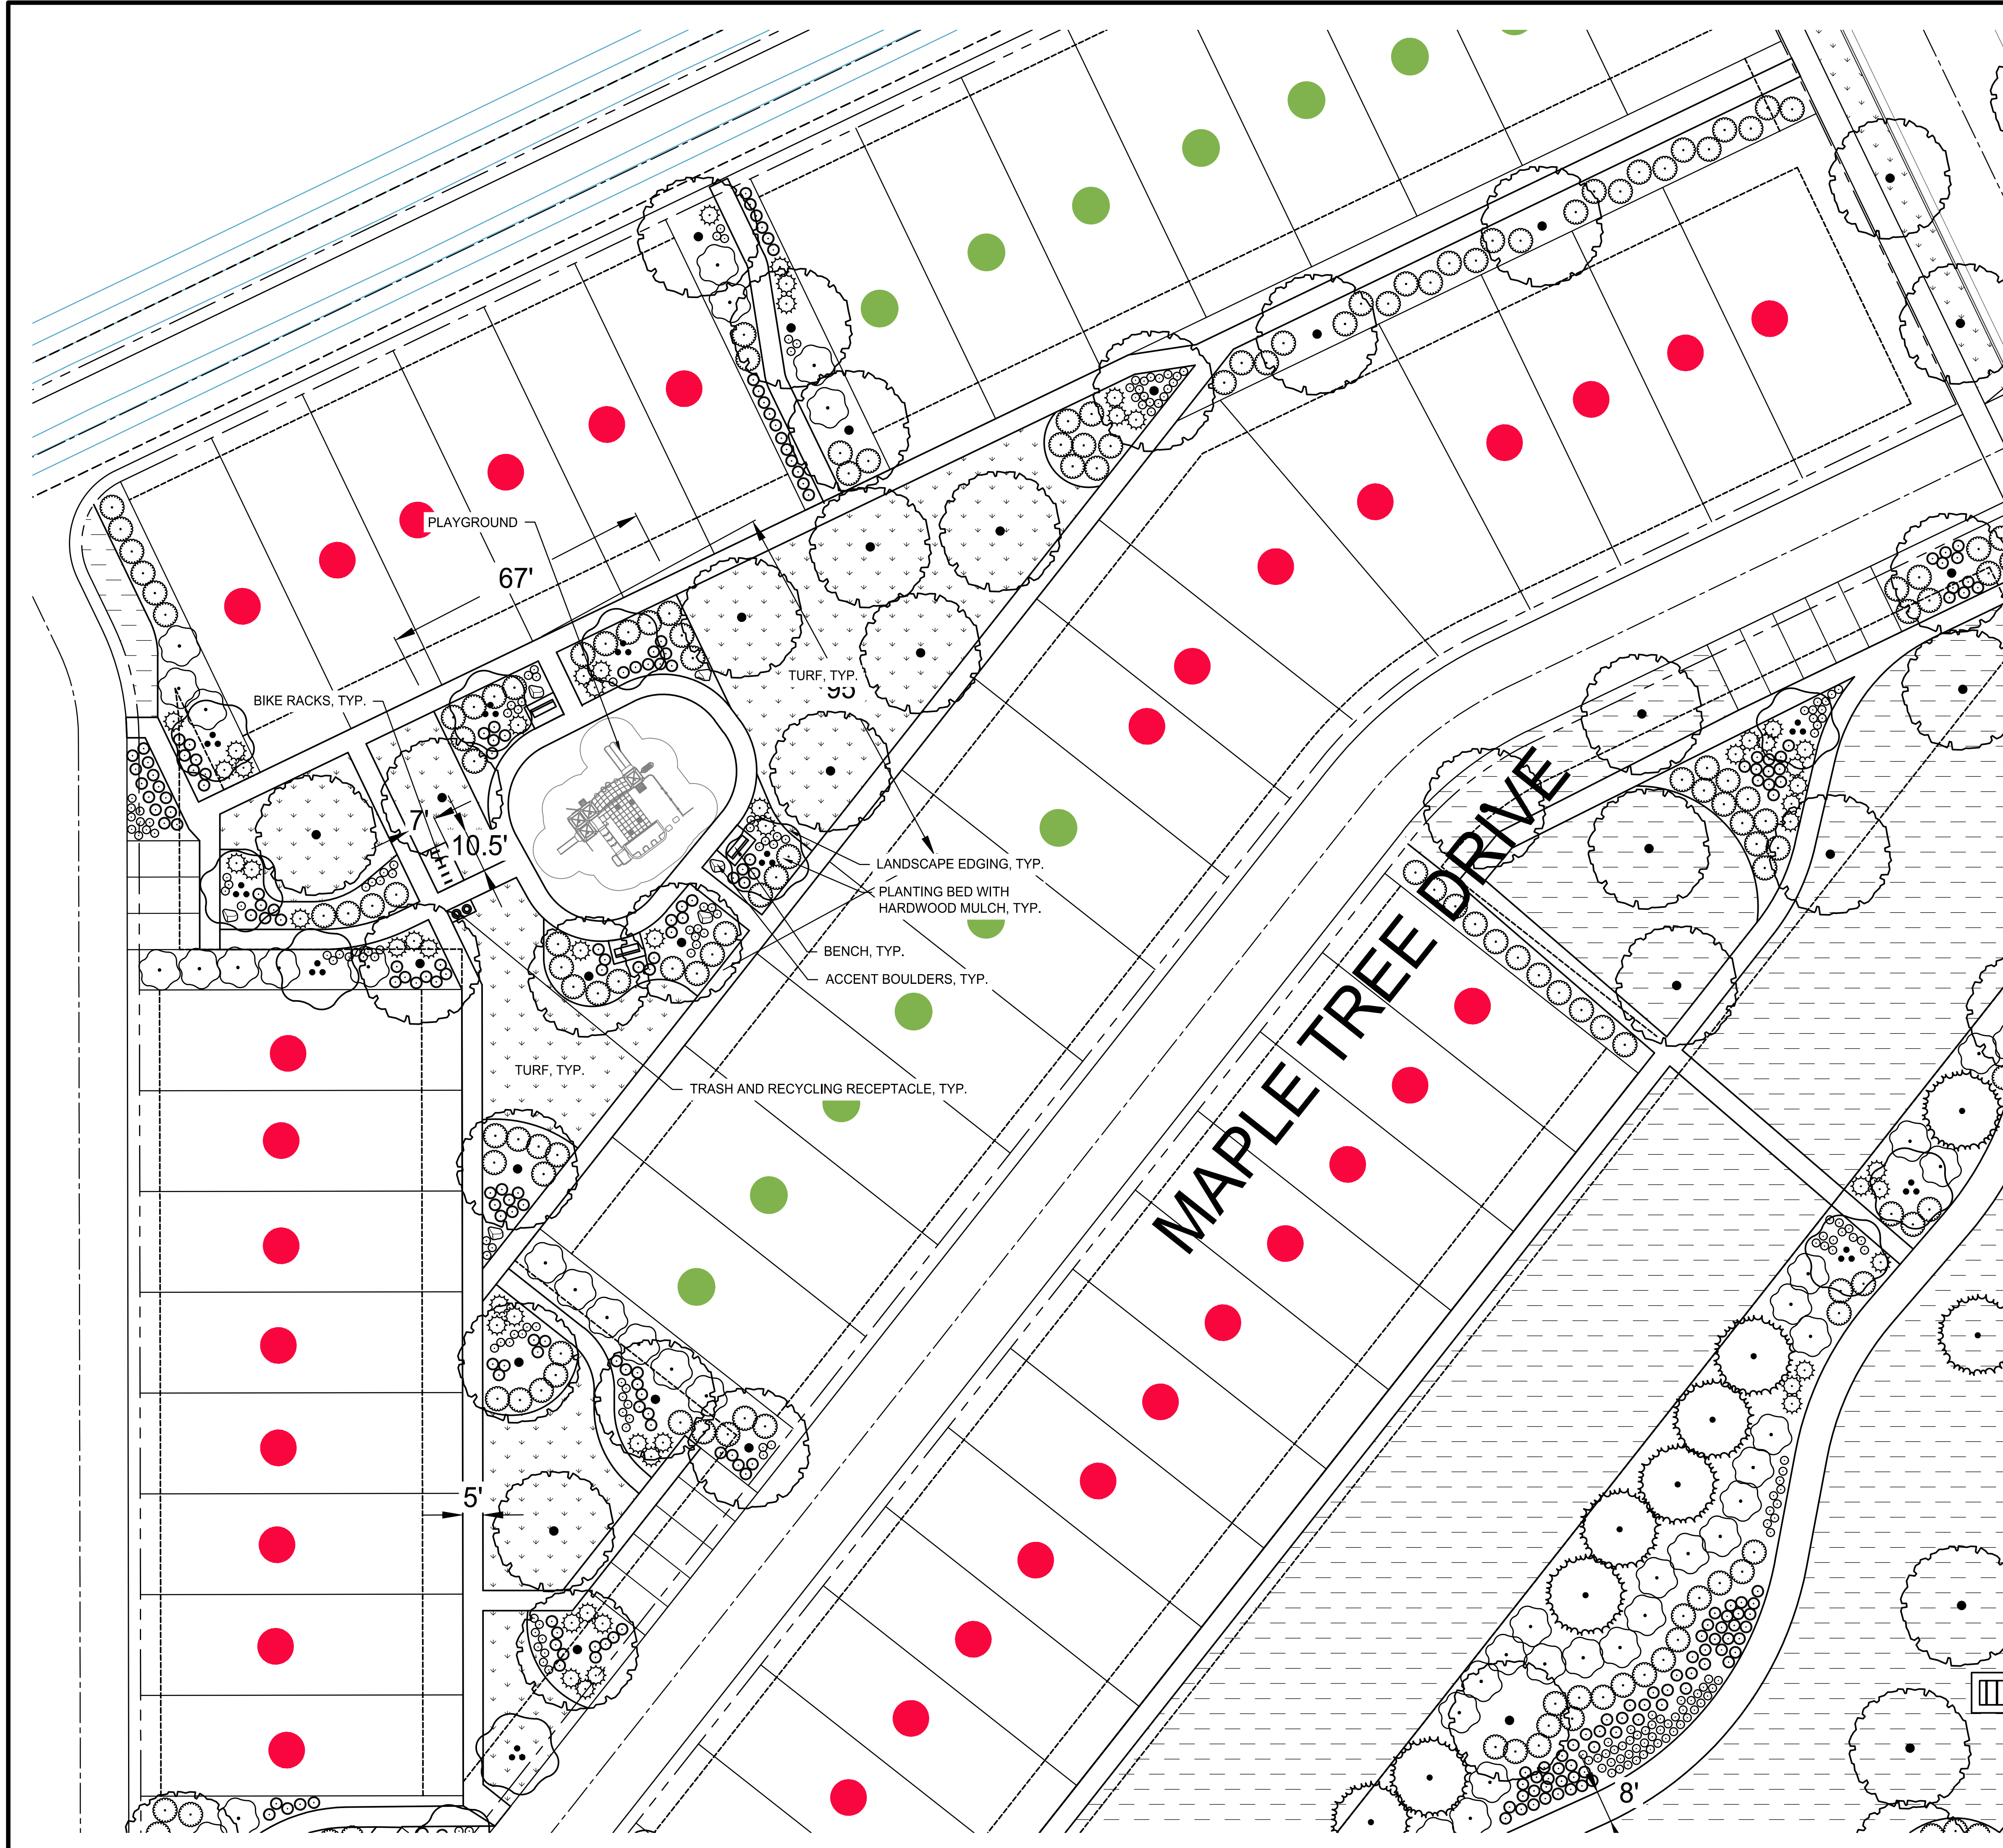 PLAYGROUND
67'
BIKE RACKS, TYP.
TURF, TYP.
95'
7'
10.5'
LANDSCAPE EDGING, TYP.
PLANTING BED WITH
HARDWOOD MULCH, TYP.
BENCH, TYP.
ACCENT BOULDERS, TYP.
TURF, TYP.
TRASH AND RECYCLING RECEPTACLE, TYP.
MAPLE TREE DRIVE
5'
8'